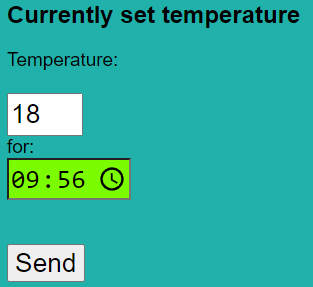 Currently set temperature
Temperature:
18
for:
09:56
Send